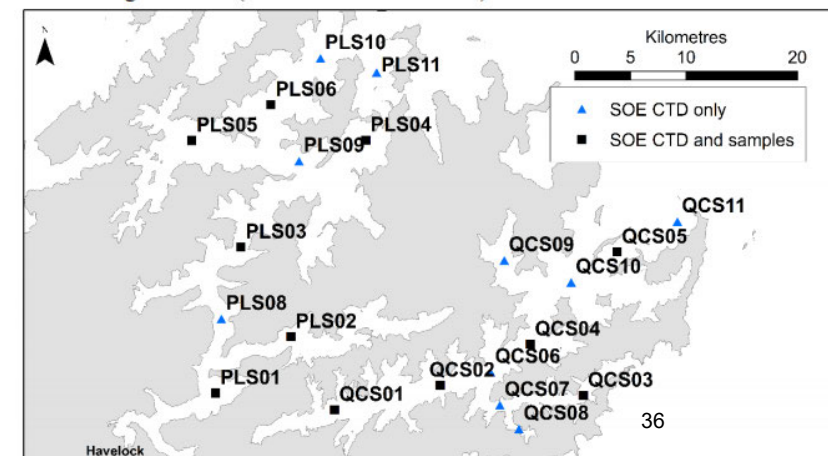 N
Kilometres
0 5 10 20
SOE CTD only
SOE CTD and samples
PLS10
PLS11
PLS06
PLS05
PLS04
PLS09
PLS03
PLS08
PLS02
PLS01
QCS11
QCS05
QCS09
QCS10
QCS04
QCS06
QCS02
QCS03
QCS07
QCS01
QCS08
36
Havelock